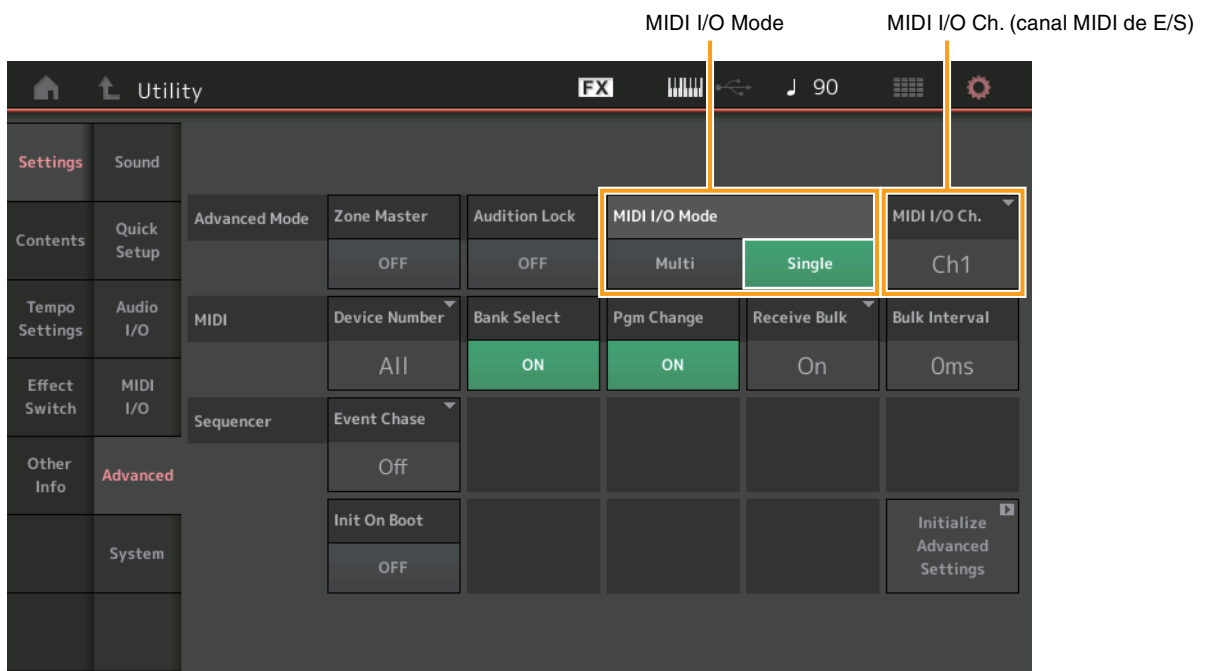 MIDI I/O Mode
MIDI I/O Ch. (canal MIDI de E/S)
Utility
FX
90
Settings
Sound
Contents
Quick
Setup
Tempo
Settings
Audio
I/O
Effect
Switch
MIDI
I/O
Other
Info
Advanced
System
Advanced Mode
Zone Master
OFF
Audition Lock
OFF
MIDI I/O Mode
Multi
Single
MIDI I/O Ch.
Ch1
MIDI
Device Number
All
Bank Select
ON
Pgm Change
ON
Receive Bulk
On
Bulk Interval
0ms
Sequencer
Event Chase
Off
Init On Boot
OFF
Initialize
Advanced
Settings